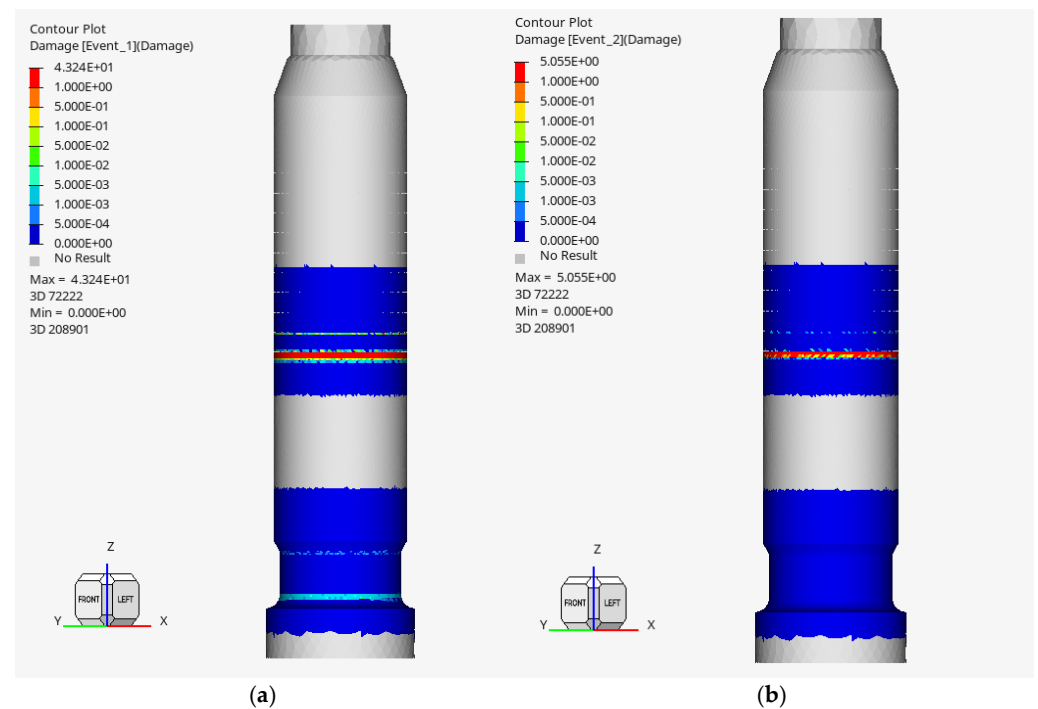 Contour Plot
Damage [Event_1](Damage)
4.324E+01
1.000E+00
5.000E-01
1.000E-01
5.000E-02
1.000E-02
5.000E-03
1.000E-03
5.000E-04
0.000E+00
No Result
Max = 4.324E+01
3D 72222
Min = 0.000E+00
3D 208901
Z
FRONT LEFT
Y X
(a)
Contour Plot
Damage [Event_2](Damage)
5.055E+00
1.000E+00
5.000E-01
1.000E-01
5.000E-02
1.000E-02
5.000E-03
1.000E-03
5.000E-04
0.000E+00
No Result
Max = 5.055E+00
3D 72222
Min = 0.000E+00
3D 208901
Z
FRONT LEFT
Y X
(b)